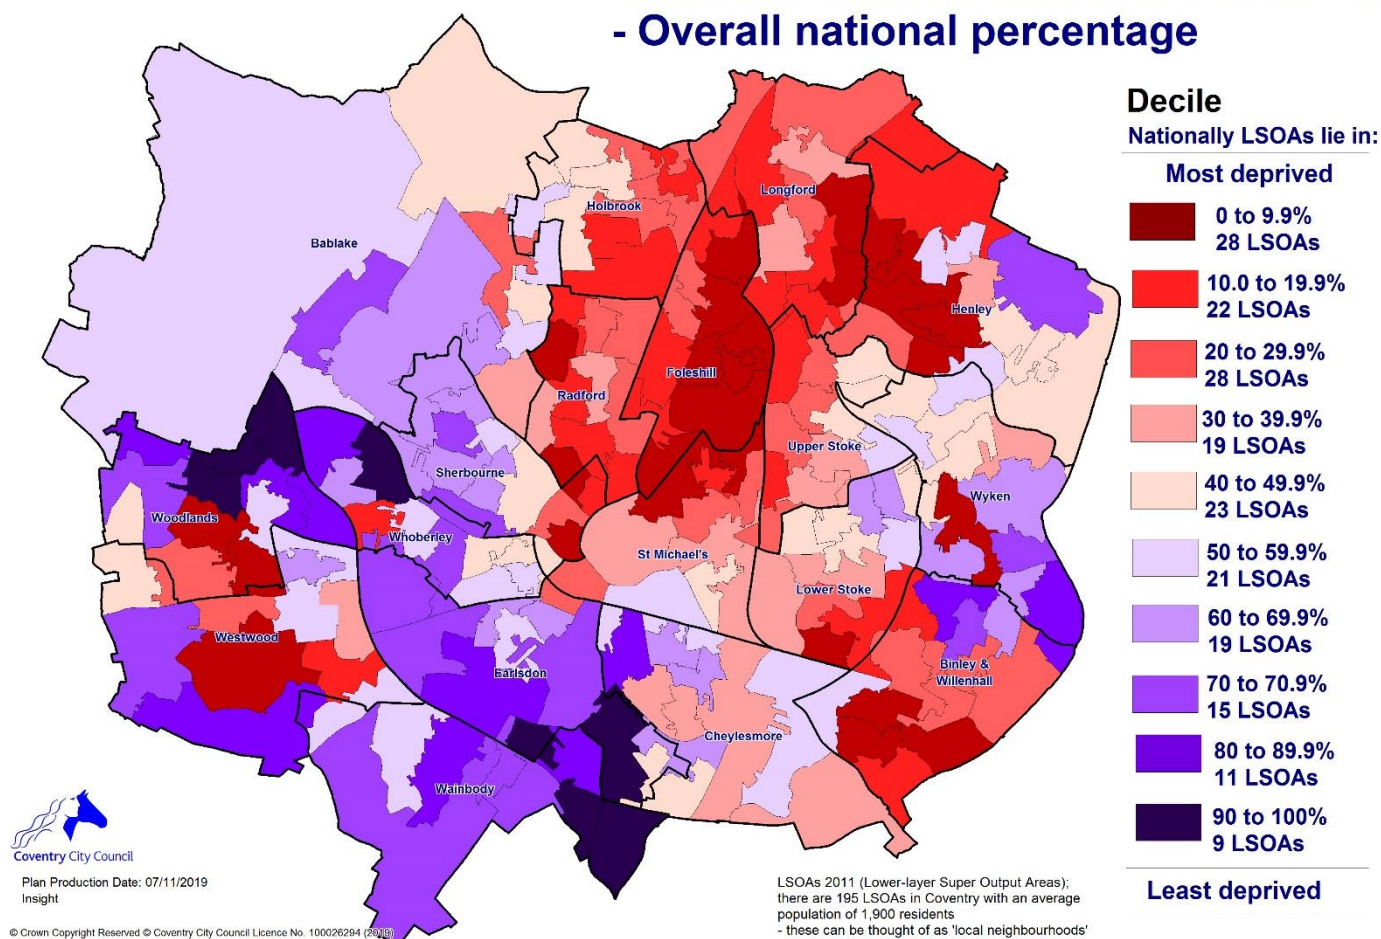 - Overall national percentage
Decile
Nationally LSOAs lie in:
Most deprived
0 to 9.9%
28 LSOAs
10.0 to 19.9%
22 LSOAs
20 to 29.9%
28 LSOAs
30 to 39.9%
19 LSOAs
40 to 49.9%
23 LSOAs
50 to 59.9%
21 LSOAs
60 to 69.9%
19 LSOAs
70 to 70.9%
15 LSOAs
80 to 89.9%
11 LSOAs
90 to 100%
9 LSOAs
Least deprived
Longford
Holbrook
Bablake
Henley
Foleshill
Radford
Upper Stoke
Sherbourne
Wyken
Woodlands
Whoberley
St Michael's
Lower Stoke
Westwood
Earlsdon
Binley &
Willenhall
Cheylesmore
Wainbody
Coventry City Council
Plan Production Date: 07/11/2019
Insight
© Crown Copyright Reserved © Coventry City Council Licence No. 100026294 (2019)
LSOAs 2011 (Lower-layer Super Output Areas);
there are 195 LSOAs in Coventry with an average
population of 1,900 residents
- these can be thought of as 'local neighbourhoods'